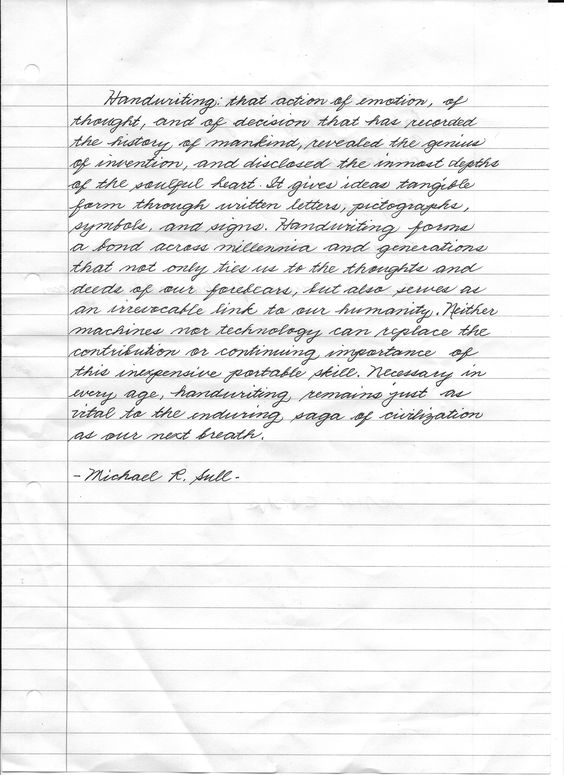 Handwriting: that action of emotion, of
thought, and of decision that has recorded
the history of mankind, revealed the genius
of invention, and disclosed the inmost depths
of the soulful heart. It gives ideas tangible
form through written letters, pictographs,
symbols, and signs. Handwriting forms
a bond across millennia and generations
that not only ties us to the thoughts and
deeds of our forebears, but also serves as
an irrevocable link to our humanity. Neither
machines nor technology can replace the
contribution or continuing importance of
this inexpensive portable skill. Necessary in
every age, handwriting remains just as
vital to the enduring saga of civilization
as our next breath.
- Michael R. Sull -